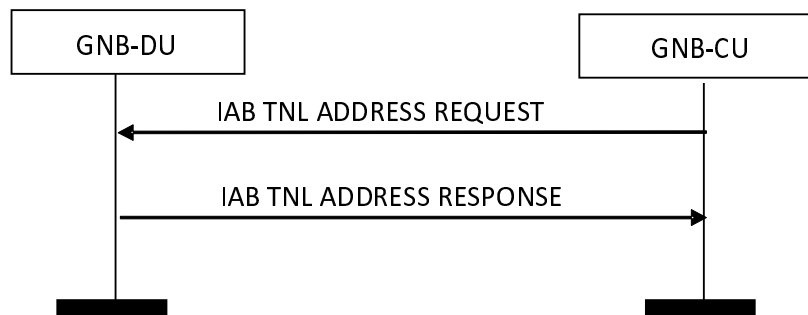 GNB-DU
GNB-CU
IAB TNL ADDRESS REQUEST
IAB TNL ADDRESS RESPONSE